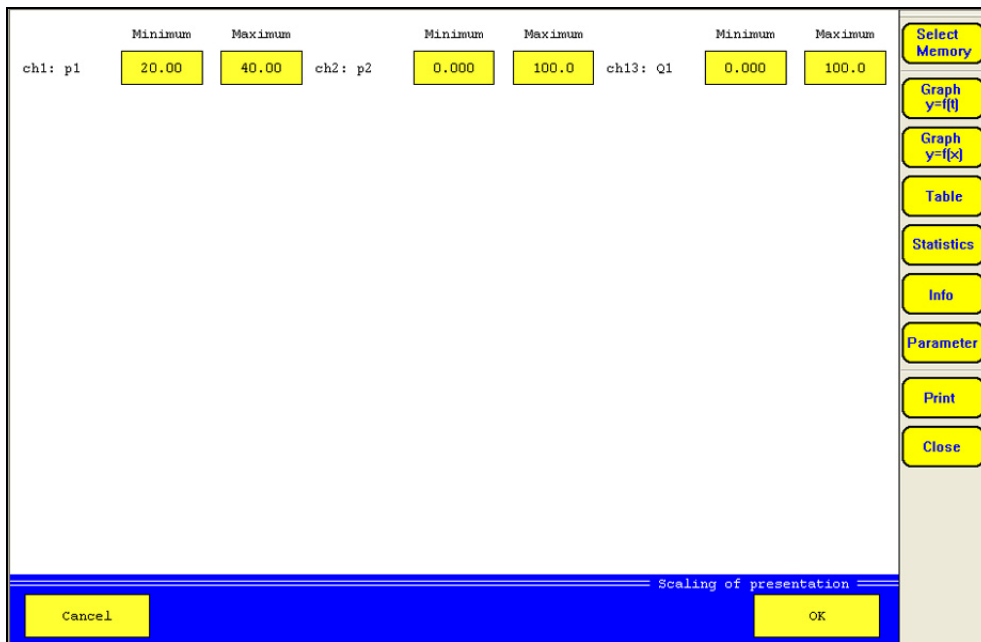 Minimum Maximum Minimum Maximum Minimum Maximum
ch1: p1 20.00 40.00 ch2: p2 0.000 100.0 ch13: Q1 0.000 100.0
Select
Memory
Graph
y=f(t)
Graph
y=f(x)
Table
Statistics
Info
Parameter
Print
Close
Scaling of presentation
Cancel OK